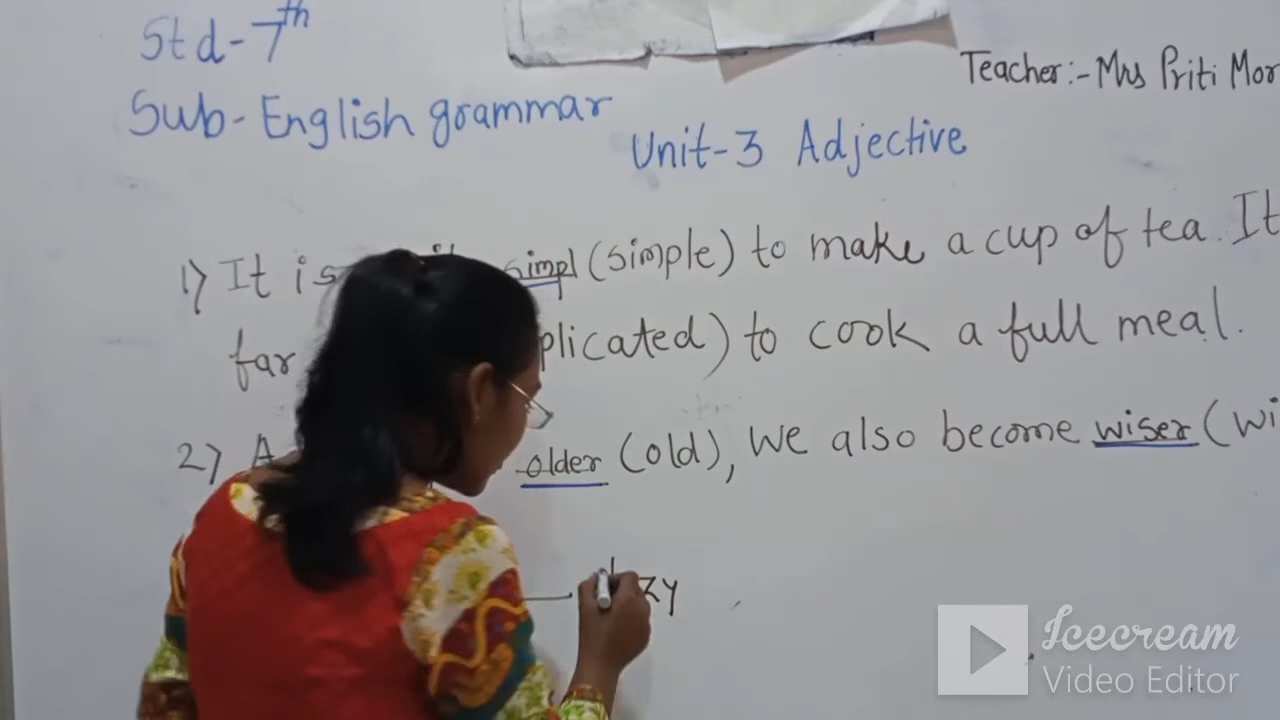 Std-7th
Teacher:- Mrs Priti Mor
Sub-English grammar
Unit-3 Adjective
1) It is simpl (simple) to make a cup of tea. It
far plicated) to cook a full meal.
2) A older (old), we also become wiser (wi
zy
Icecream
Video Editor